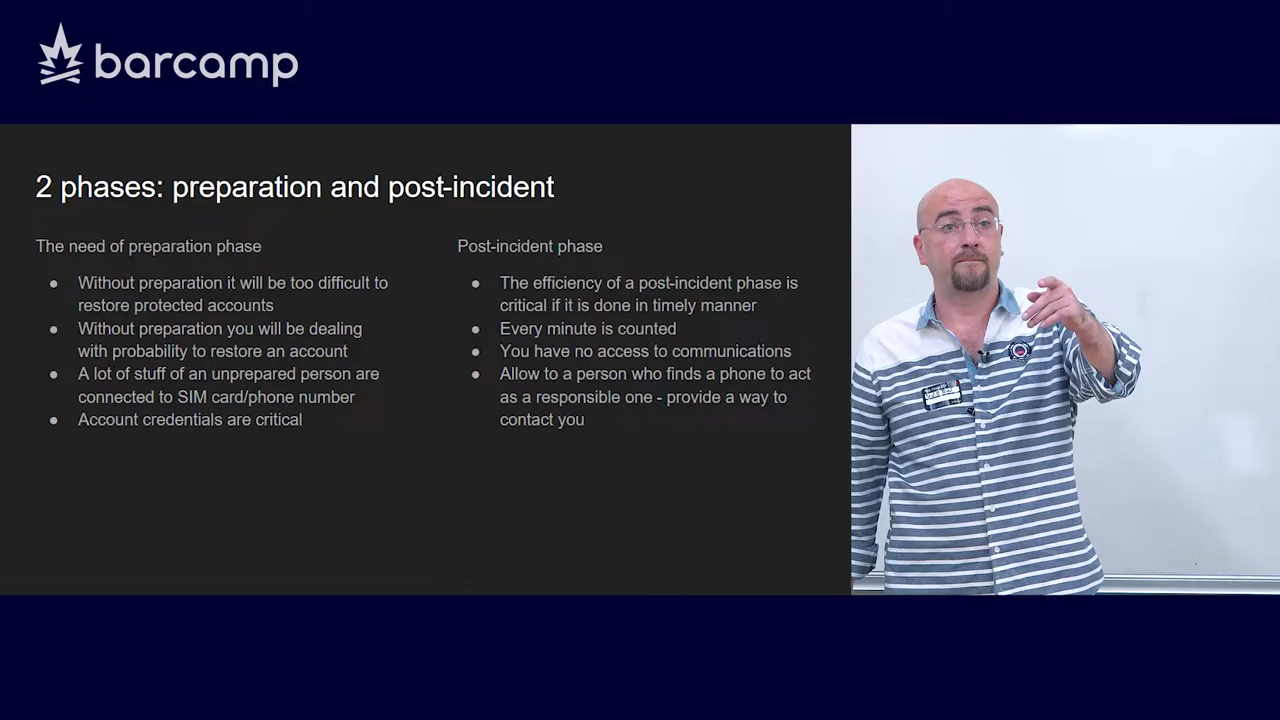 barcamp
2 phases: preparation and post-incident
The need of preparation phase
Without preparation it will be too difficult to
restore protected accounts
Without preparation you will be dealing
with probability to restore an account
A lot of stuff of an unprepared person are
connected to SIM card/phone number
Account credentials are critical
Post-incident phase
The efficiency of a post-incident phase is
critical if it is done in timely manner
Every minute is counted
You have no access to communications
Allow to a person who finds a phone to act
as a responsible one - provide a way to
contact you